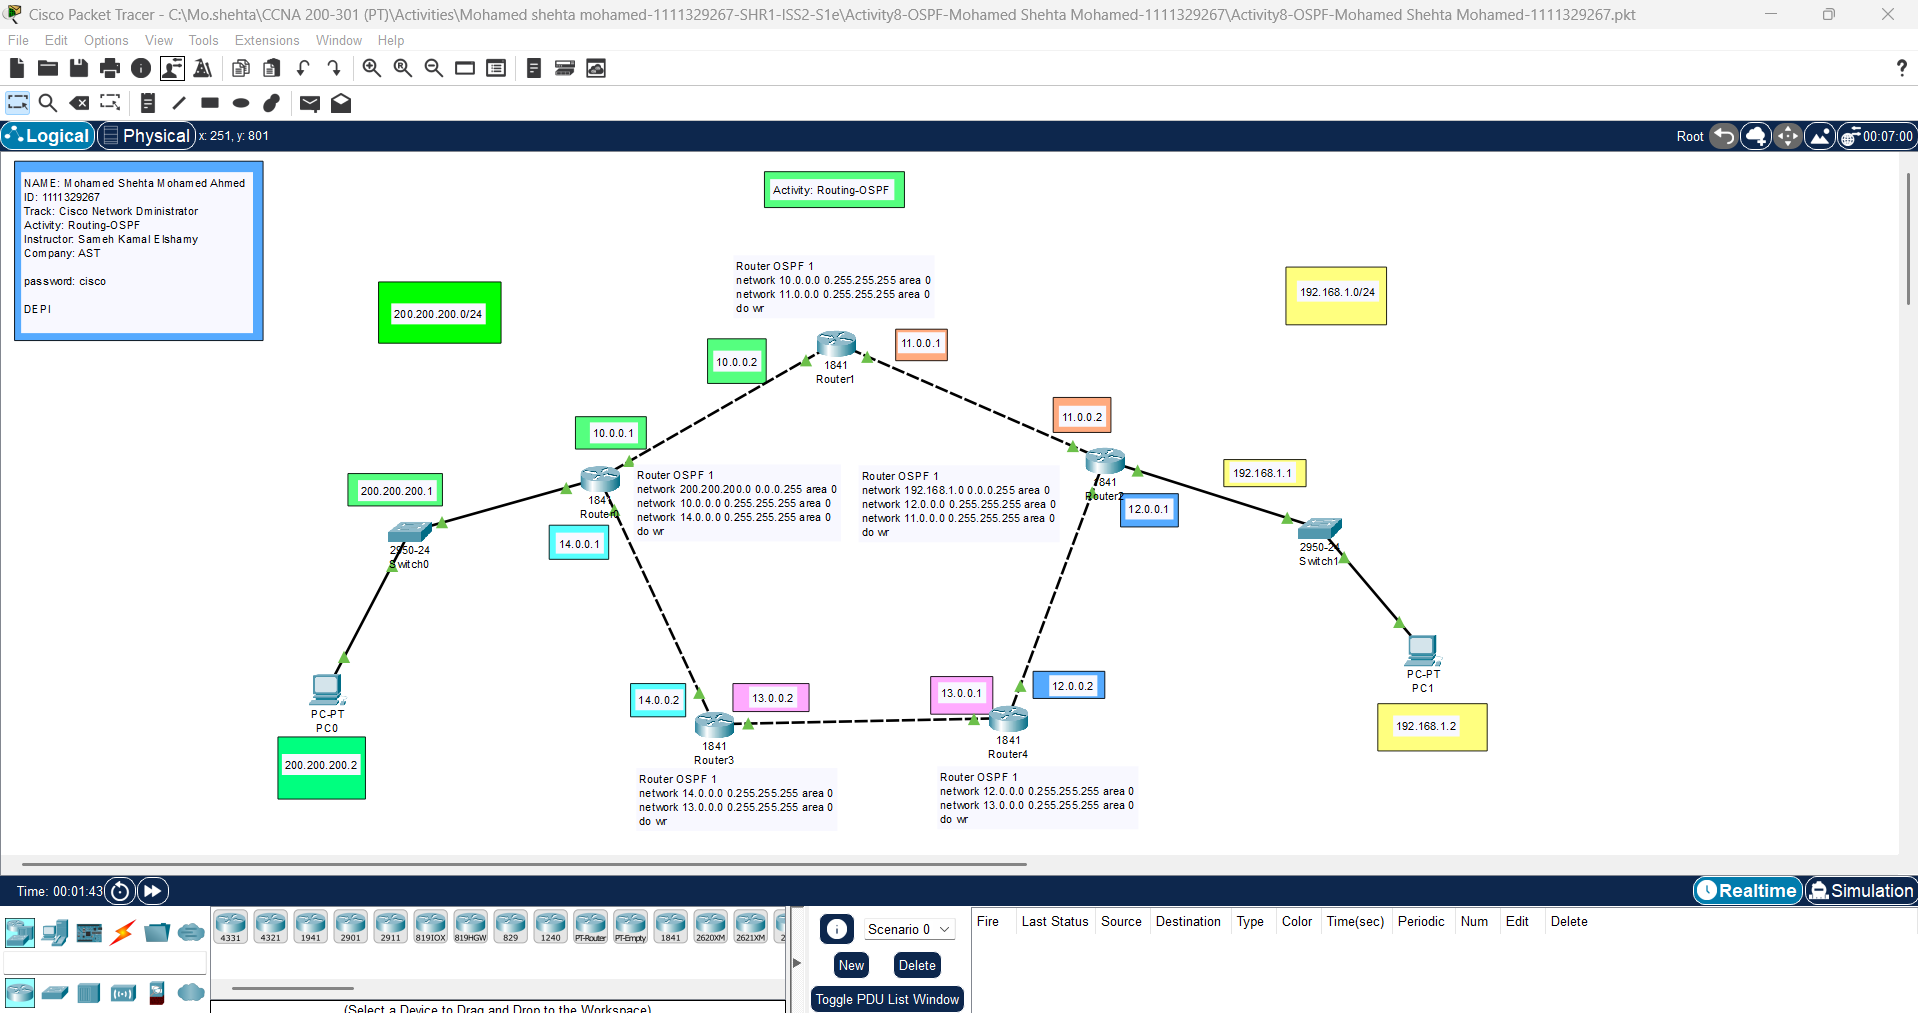 Cisco Packet Tracer - C:\Mo.shehta\CCNA 200-301 (PT)\Activities\Mohamed shehta mohamed-1111329267-SHR1-ISS2-S1e\Activity8-OSPF-Mohamed Shehta Mohamed-1111329267\Activity8-OSPF-Mohamed Shehta Mohamed-1111329267.pkt
File Edit Options View Tools Extensions Window Help
?
Logical Physical x: 251, y: 801 Root 00:07:00
NAME: Mohamed Shehta Mohamed Ahmed
ID: 1111329267
Track: Cisco Network Dministrator
Activity: Routing-OSPF
Instructor: Sameh Kamal Elshamy
Company: AST
password: cisco
DEPI
Activity: Routing-OSPF
200.200.200.0/24
Router OSPF 1
network 10.0.0.0 0.255.255.255 area 0
network 11.0.0.0 0.255.255.255 area 0
do wr
192.168.1.0/24
10.0.0.2
1841
Router1
11.0.0.1
10.0.0.1
11.0.0.2
200.200.200.1
1841
Router0
Router OSPF 1
network 200.200.200.0 0.0.0.255 area 0
network 10.0.0.0 0.255.255.255 area 0
network 14.0.0.0 0.255.255.255 area 0
do wr
Router OSPF 1
network 192.168.1.0 0.0.0.255 area 0
network 12.0.0.0 0.255.255.255 area 0
network 11.0.0.0 0.255.255.255 area 0
do wr
1841
Router2
192.168.1.1
12.0.0.1
14.0.0.1
2950-24
Switch0
2950-24
Switch1
PC-PT
PC0
200.200.200.2
14.0.0.2
13.0.0.2
1841
Router3
13.0.0.1
12.0.0.2
1841
Router4
PC-PT
PC1
192.168.1.2
Router OSPF 1
network 14.0.0.0 0.255.255.255 area 0
network 13.0.0.0 0.255.255.255 area 0
do wr
Router OSPF 1
network 12.0.0.0 0.255.255.255 area 0
network 13.0.0.0 0.255.255.255 area 0
do wr
Time: 00:01:43 Realtime Simulation
4331 4321 1941 2901 2911 819IOX 819HGW 829 1240 PT-Router PT-Empty 1841 2620XM 2621XM 2
(Select a Device to Drag and Drop to the Workspace)
Scenario 0
New Delete
Toggle PDU List Window
Fire Last Status Source Destination Type Color Time(sec) Periodic Num Edit Delete